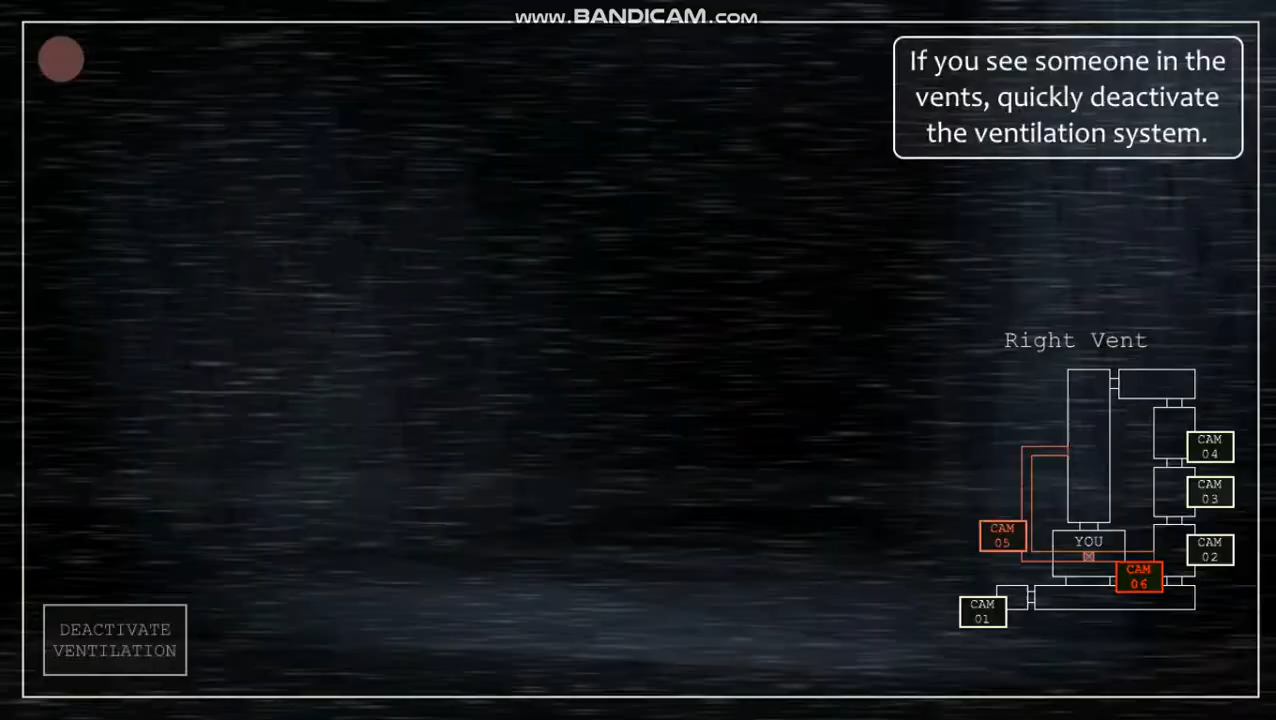 www.BANDICAM.com
If you see someone in the
vents, quickly deactivate
the ventilation system.
Right Vent
CAM
04
CAM
03
CAM
05
YOU
CAM
02
CAM
06
CAM
01
DEACTIVATE
VENTILATION